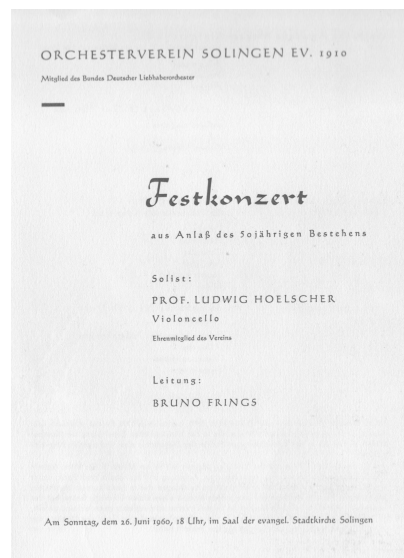 ORCHESTERVEREIN SOLINGEN EV. 1910
Mitglied des Bundes Deutscher Liebhaberorchester
Festkonzert
aus Anlaß des 50jährigen Bestehens
Solist:
PROF. LUDWIG HOELSCHER
Violoncello
Ehrenmitglied des Vereins
Leitung:
BRUNO FRINGS
Am Sonntag, dem 26. Juni 1960, 18 Uhr, im Saal der evangel. Stadtkirche Solingen